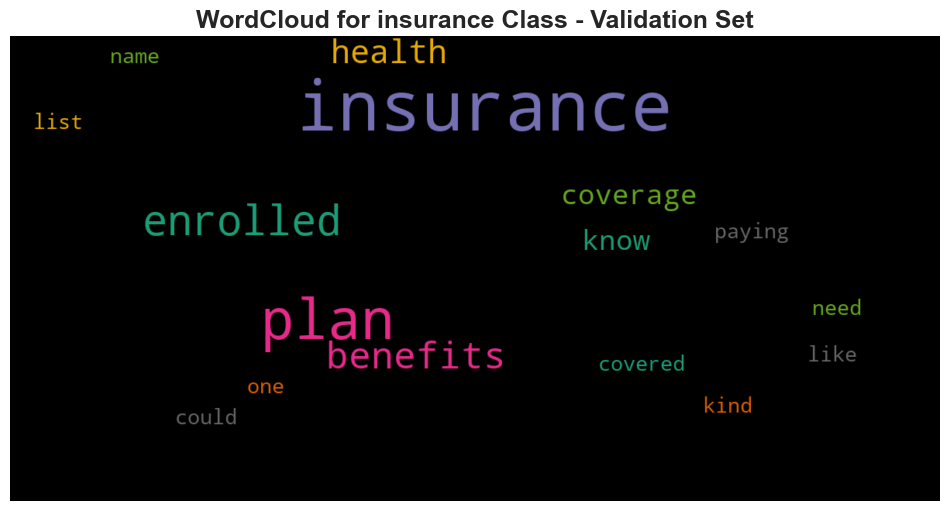 WordCloud for insurance Class - Validation Set
name
health
list
insurance
enrolled
coverage
know
paying
plan
need
benefits
covered
like
one
kind
could